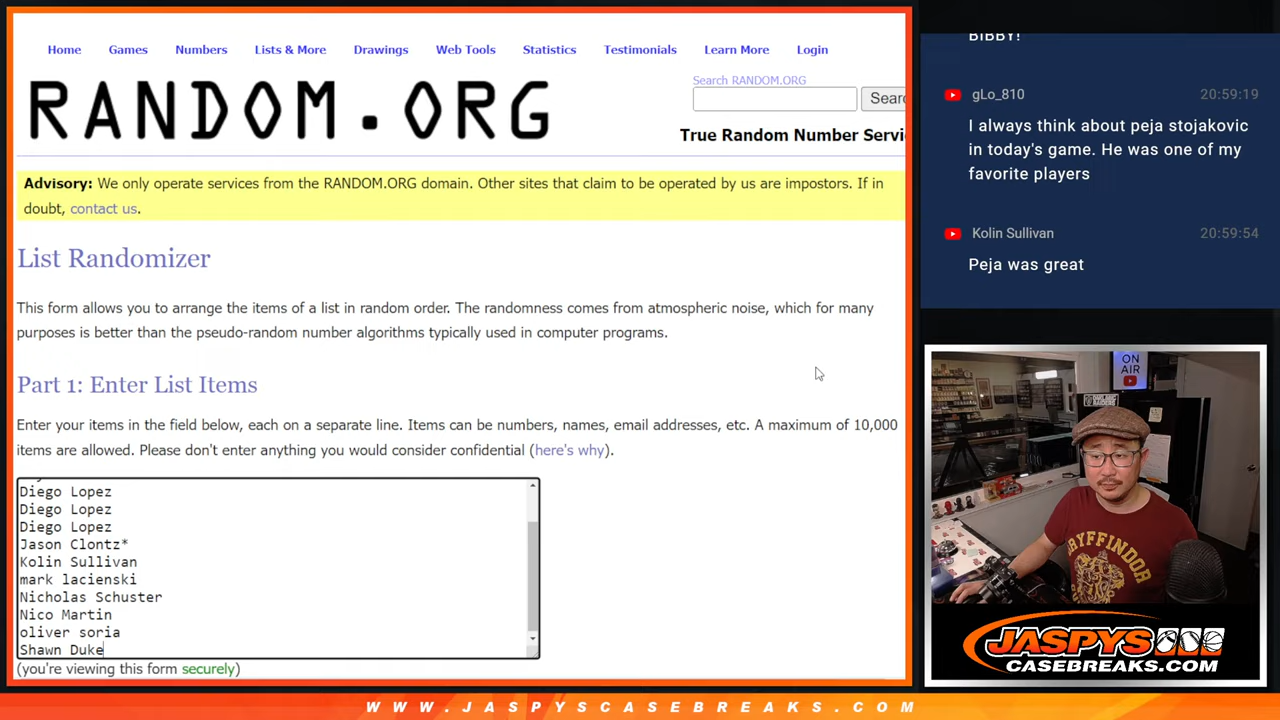 Home Games Numbers Lists & More Drawings Web Tools Statistics Testimonials Learn More Login
RANDOM.ORG
Search RANDOM.ORG
True Random Number Servi
Advisory: We only operate services from the RANDOM.ORG domain. Other sites that claim to be operated by us are impostors. If in
doubt, contact us.
List Randomizer
This form allows you to arrange the items of a list in random order. The randomness comes from atmospheric noise, which for many
purposes is better than the pseudo-random number algorithms typically used in computer programs.
Part 1: Enter List Items
Enter your items in the field below, each on a separate line. Items can be numbers, names, email addresses, etc. A maximum of 10,000
items are allowed. Please don't enter anything you would consider confidential (here's why).
Diego Lopez
Diego Lopez
Diego Lopez
Jason Clontz*
Kolin Sullivan
mark lacienski
Nicholas Schuster
Nico Martin
oliver soria
Shawn Duke
(you're viewing this form securely)
BIBBY!
gLo_810 20:59:19
I always think about peja stojakovic
in today's game. He was one of my
favorite players
Kolin Sullivan 20:59:54
Peja was great
ON
AIR
GRYFFINDOR
JASPYS
CASEBREAKS.COM
WWW.JASPYSCASEBREAKS.COM